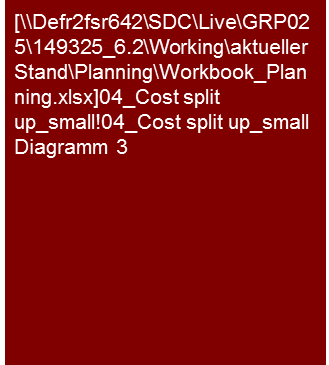 [\\Defr2fsr642\SDC\Live\GRP02
5\149325_6.2\Working\aktueller
Stand\Planning\Workbook_Plan
ning.xlsx]04_Cost split
up_small!04_Cost split up_small
Diagramm 3